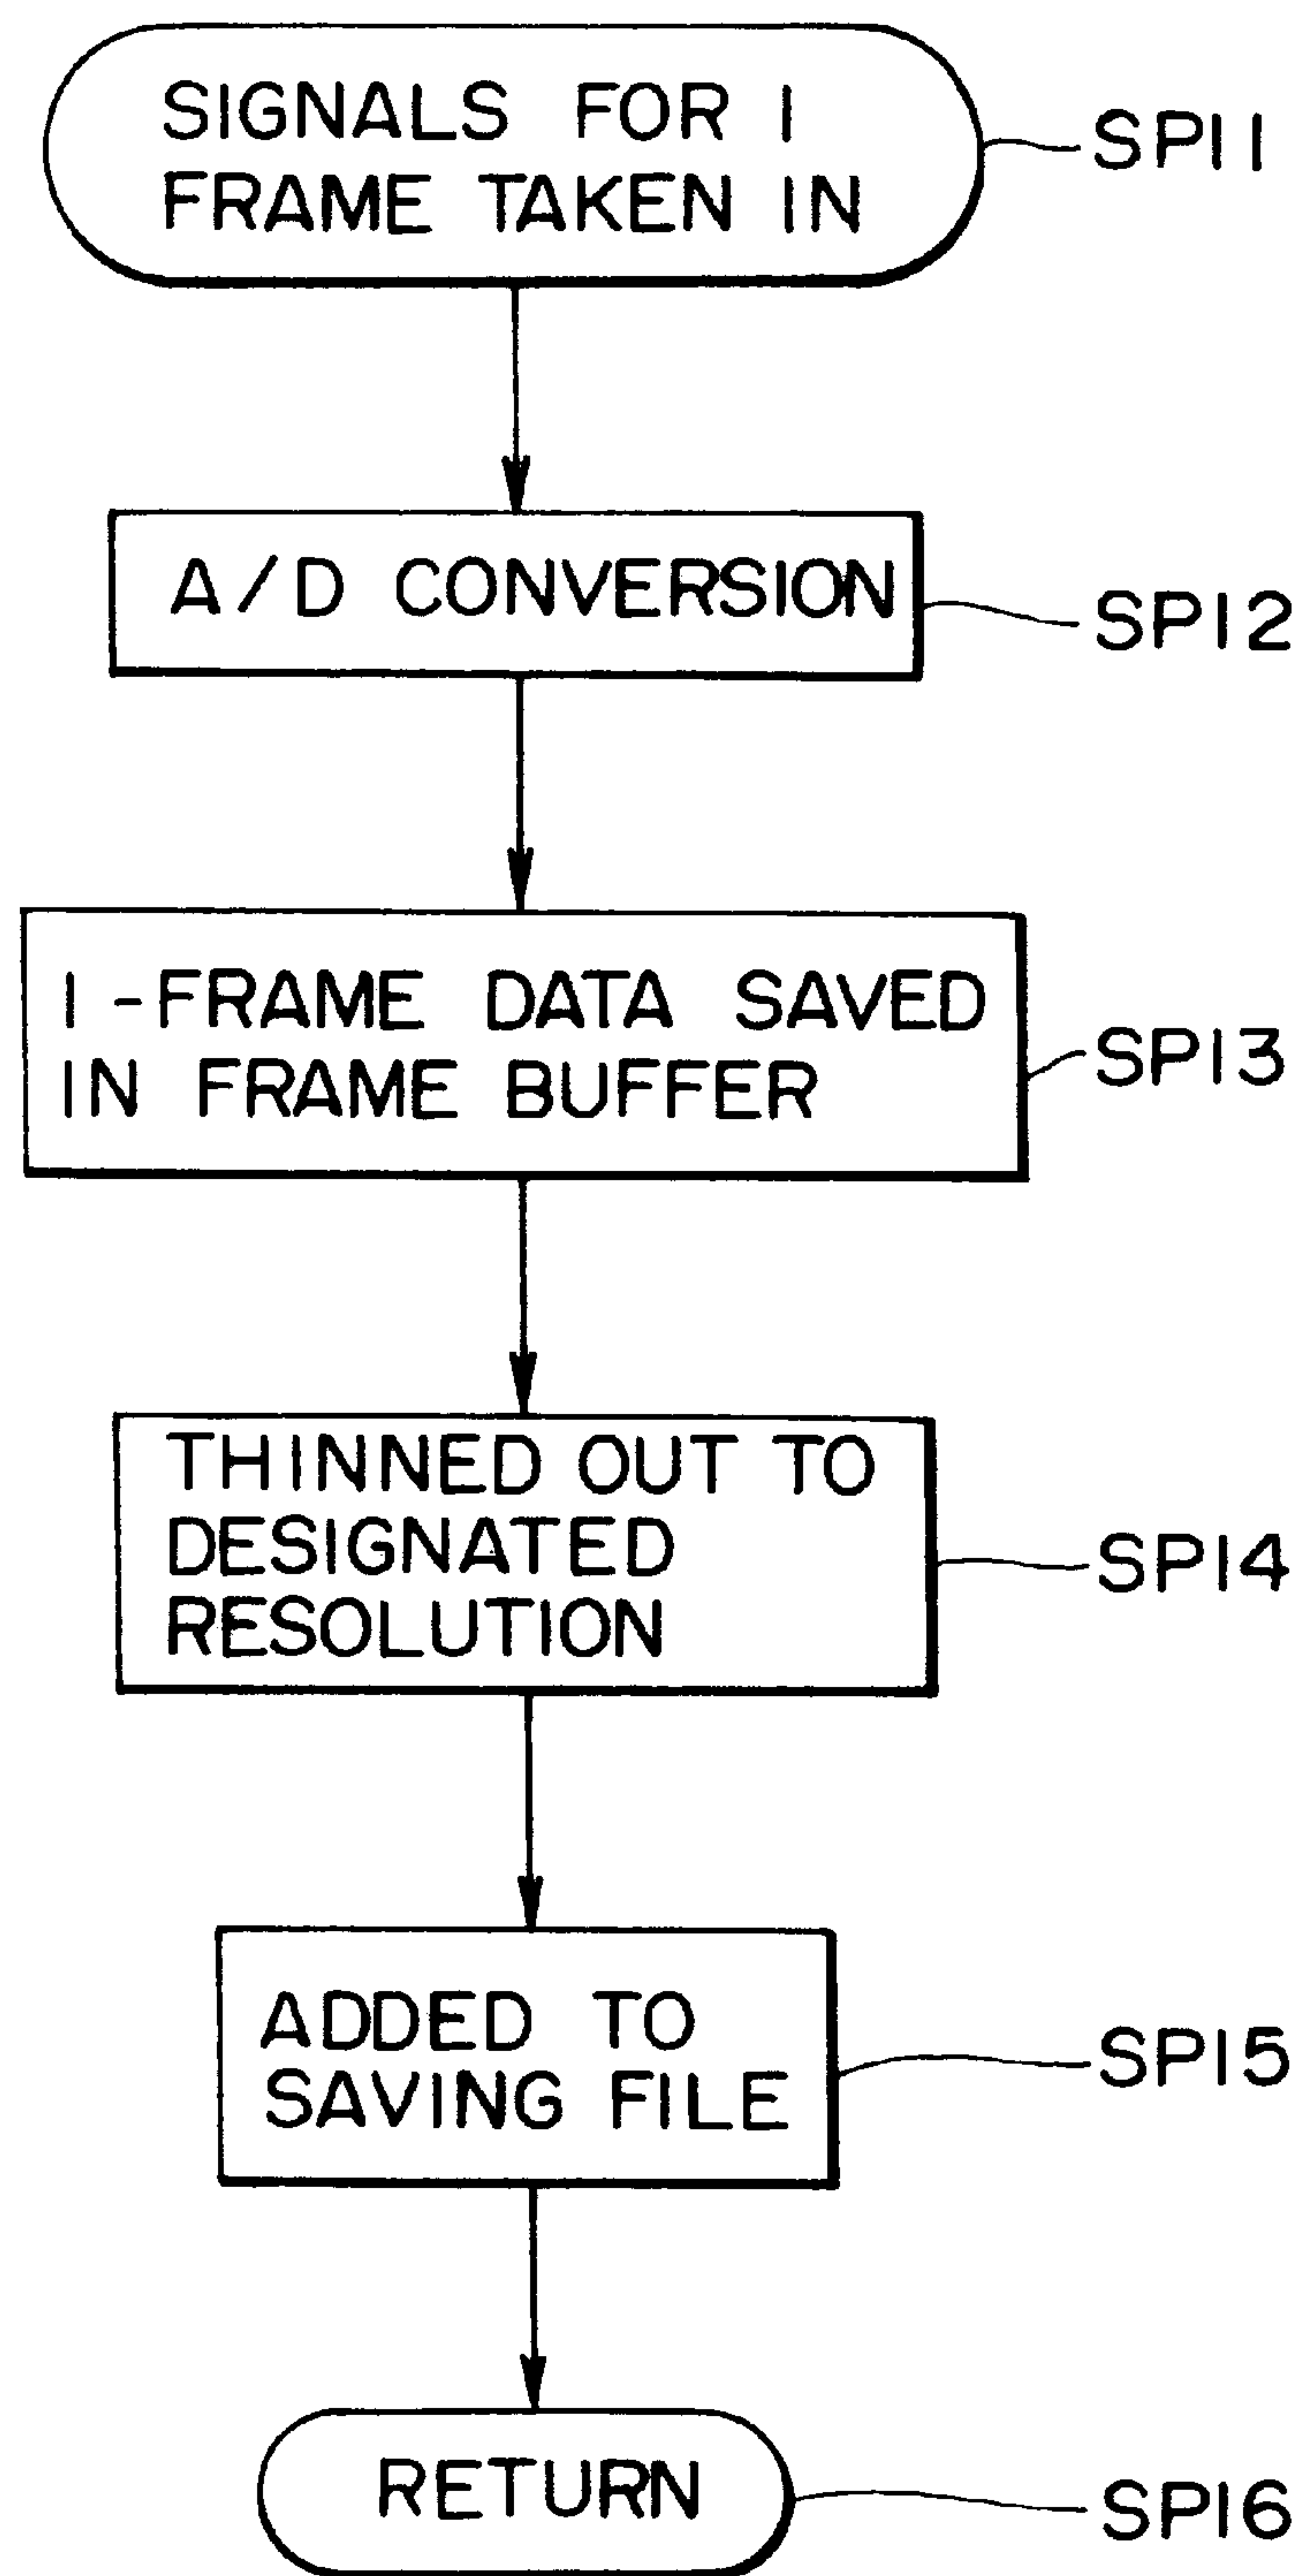 SIGNALS FOR 1
FRAME TAKEN IN
SP11
A/D CONVERSION
SP12
1-FRAME DATA SAVED
IN FRAME BUFFER
SP13
THINNED OUT TO
DESIGNATED
RESOLUTION
SP14
ADDED TO
SAVING FILE
SP15
RETURN
SP16